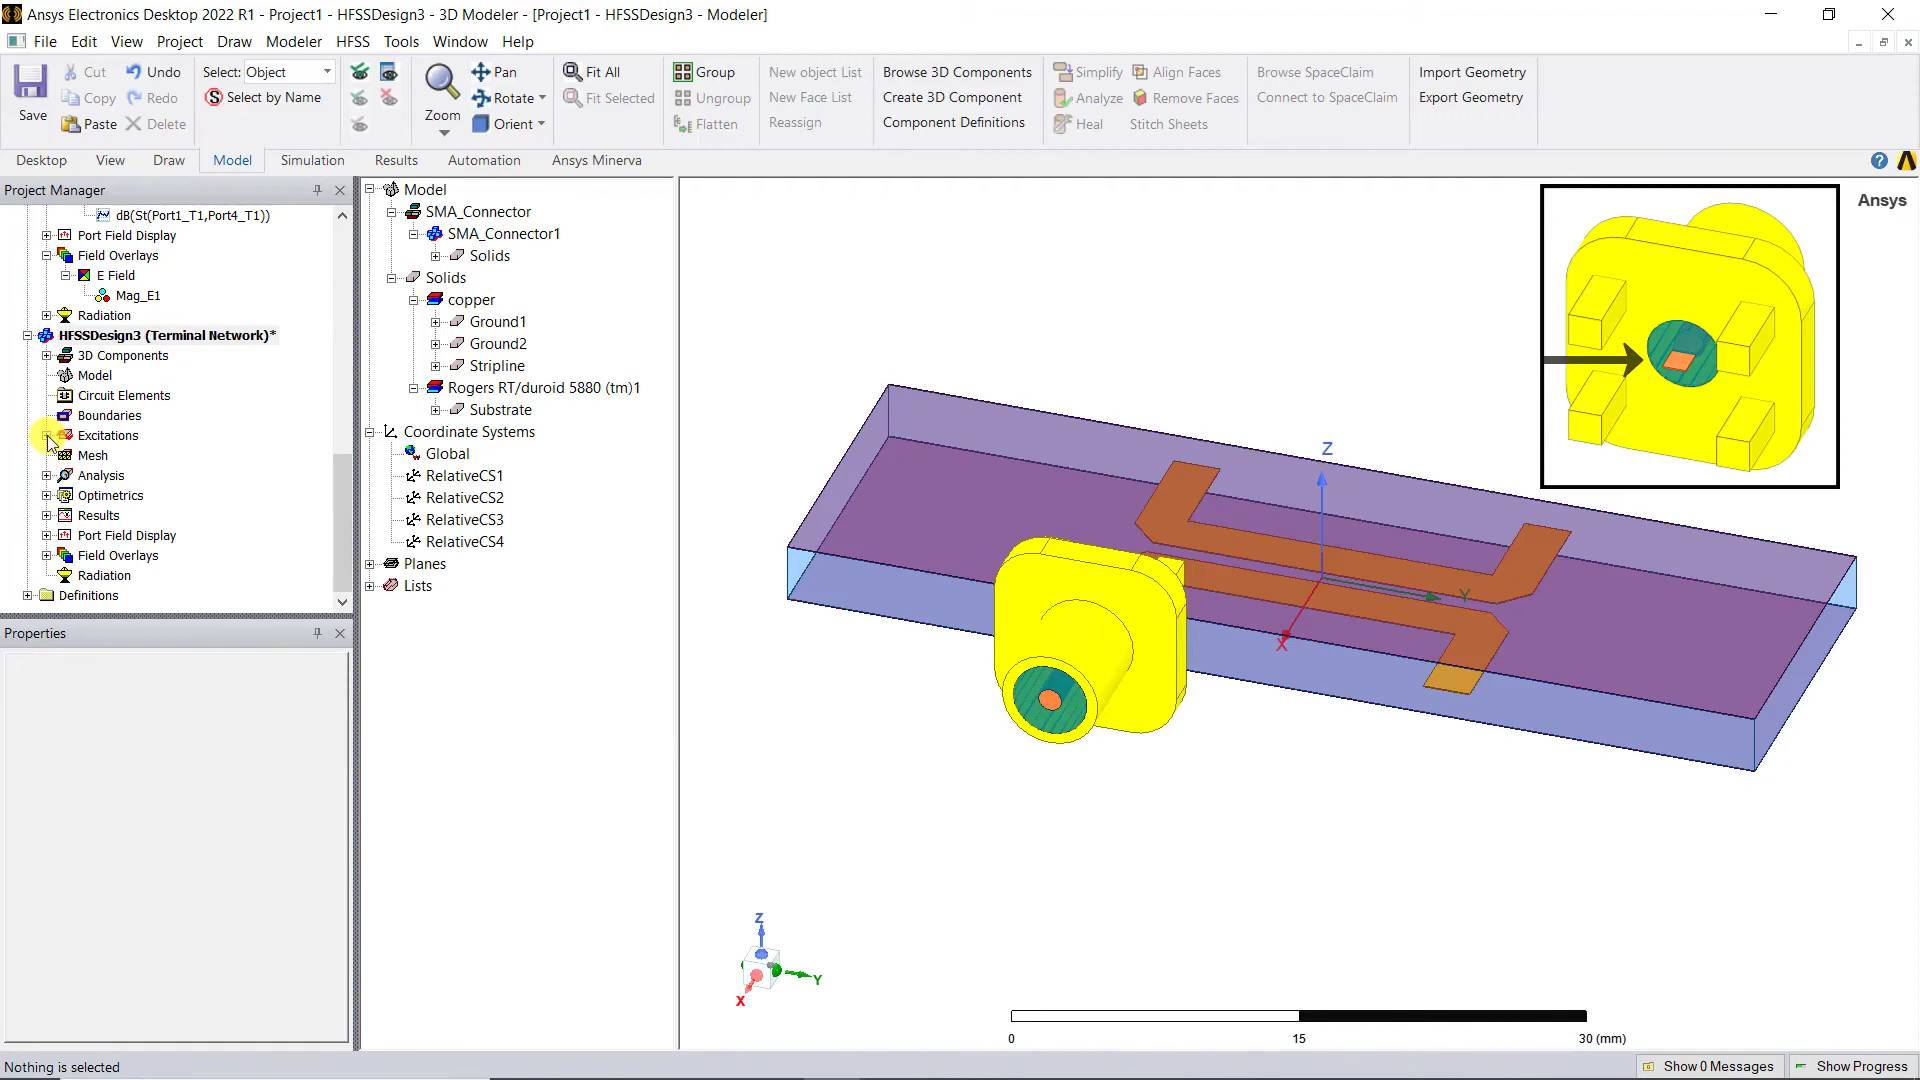 Ansys Electronics Desktop 2022 R1 - Project1 - HFSSDesign3 - 3D Modeler - [Project1 - HFSSDesign3 - Modeler]
File Edit View Project Draw Modeler HFSS Tools Window Help
Save
Cut
Copy
Paste
Undo
Redo
Delete
Select: Object
Select by Name
Zoom
Pan
Rotate
Orient
Fit All
Fit Selected
Group
Ungroup
Flatten
New object List
New Face List
Reassign
Browse 3D Components
Create 3D Component
Component Definitions
Simplify
Analyze
Heal
Align Faces
Remove Faces
Stitch Sheets
Browse SpaceClaim
Connect to SpaceClaim
Import Geometry
Export Geometry
Desktop View Draw Model Simulation Results Automation Ansys Minerva
Project Manager
dB(St(Port1_T1,Port4_T1))
Port Field Display
Field Overlays
E Field
Mag_E1
Radiation
HFSSDesign3 (Terminal Network)*
3D Components
Model
Circuit Elements
Boundaries
Excitations
Mesh
Analysis
Optimetrics
Results
Port Field Display
Field Overlays
Radiation
Definitions
Properties
Model
SMA_Connector
SMA_Connector1
Solids
Solids
copper
Ground1
Ground2
Stripline
Rogers RT/duroid 5880 (tm)1
Substrate
Coordinate Systems
Global
RelativeCS1
RelativeCS2
RelativeCS3
RelativeCS4
Planes
Lists
Ansys
Z
Y
X
Z
Y
X
0 15 30 (mm)
Nothing is selected
Show 0 Messages
Show Progress